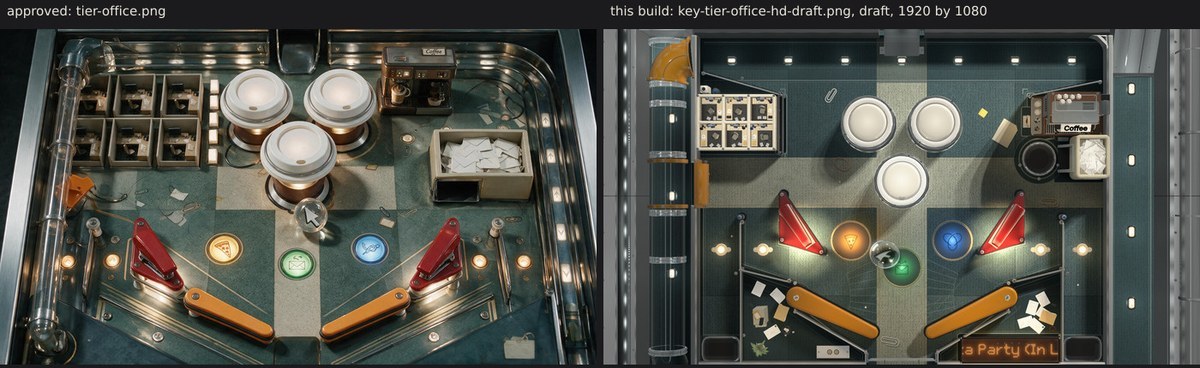 approved: tier-office.png
this build: key-tier-office-hd-draft.png, draft, 1920 by 1080
Coffee
Coffee
a Party (In L